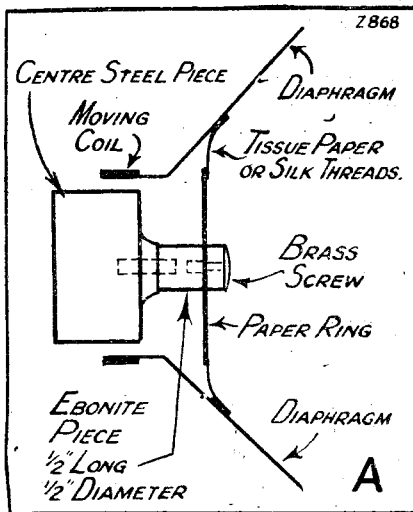 Z868
CENTRE STEEL PIECE
DIAPHRAGM
MOVING
COIL
TISSUE PAPER
OR SILK THREADS.
BRASS
SCREW
PAPER RING
EBONITE
PIECE
1/2" LONG
1/2" DIAMETER
DIAPHRAGM
A